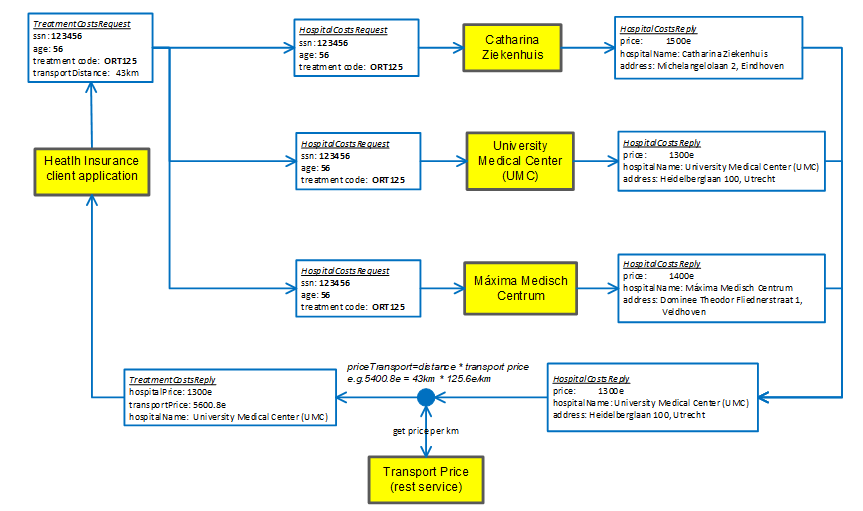 TreatmentCostsRequest
ssn: 123456
age: 56
treatment code: ORT125
transportDistance: 43km
HospitalCostsRequest
ssn: 123456
age: 56
treatment code: ORT125
Catharina
Ziekenhuis
HospitalCostsReply
price: 1500e
hospitalName: Catharina Ziekenhuis
address: Michelangelolaan 2, Eindhoven
Heatlh Insurance
client application
HospitalCostsRequest
ssn: 123456
age: 56
treatment code: ORT125
University
Medical Center
(UMC)
HospitalCostsReply
price: 1300e
hospitalName: University Medical Center (UMC)
address: Heidelberglaan 100, Utrecht
HospitalCostsRequest
ssn: 123456
age: 56
treatment code: ORT125
Máxima Medisch
Centrum
HospitalCostsReply
price: 1400e
hospitalName: Máxima Medisch Centrum
address: Dominee Theodor Fliednerstraat 1,
Veldhoven
TreatmentCostsReply
hospitalPrice: 1300e
transportPrice: 5600.8e
hospitalName: University Medical Center (UMC)
priceTransport=distance * transport price
e.g.5400.8e = 43km * 125.6e/km
HospitalCostsReply
price: 1300e
hospitalName: University Medical Center (UMC)
address: Heidelberglaan 100, Utrecht
get price per km
Transport Price
(rest service)